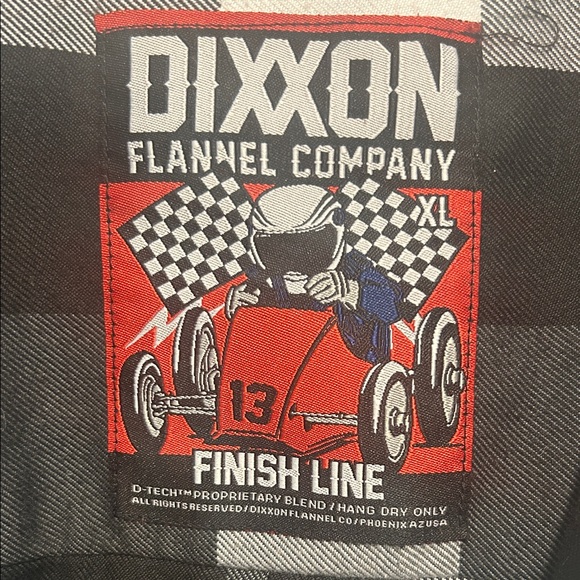 DIXXON
FLANNEL COMPANY
XL
13
FINISH LINE
D-TECH™ PROPRIETARY BLEND / HANG DRY ONLY
ALL RIGHTS RESERVED / DIXXON FLANNEL CO / PHOENIX AZ USA